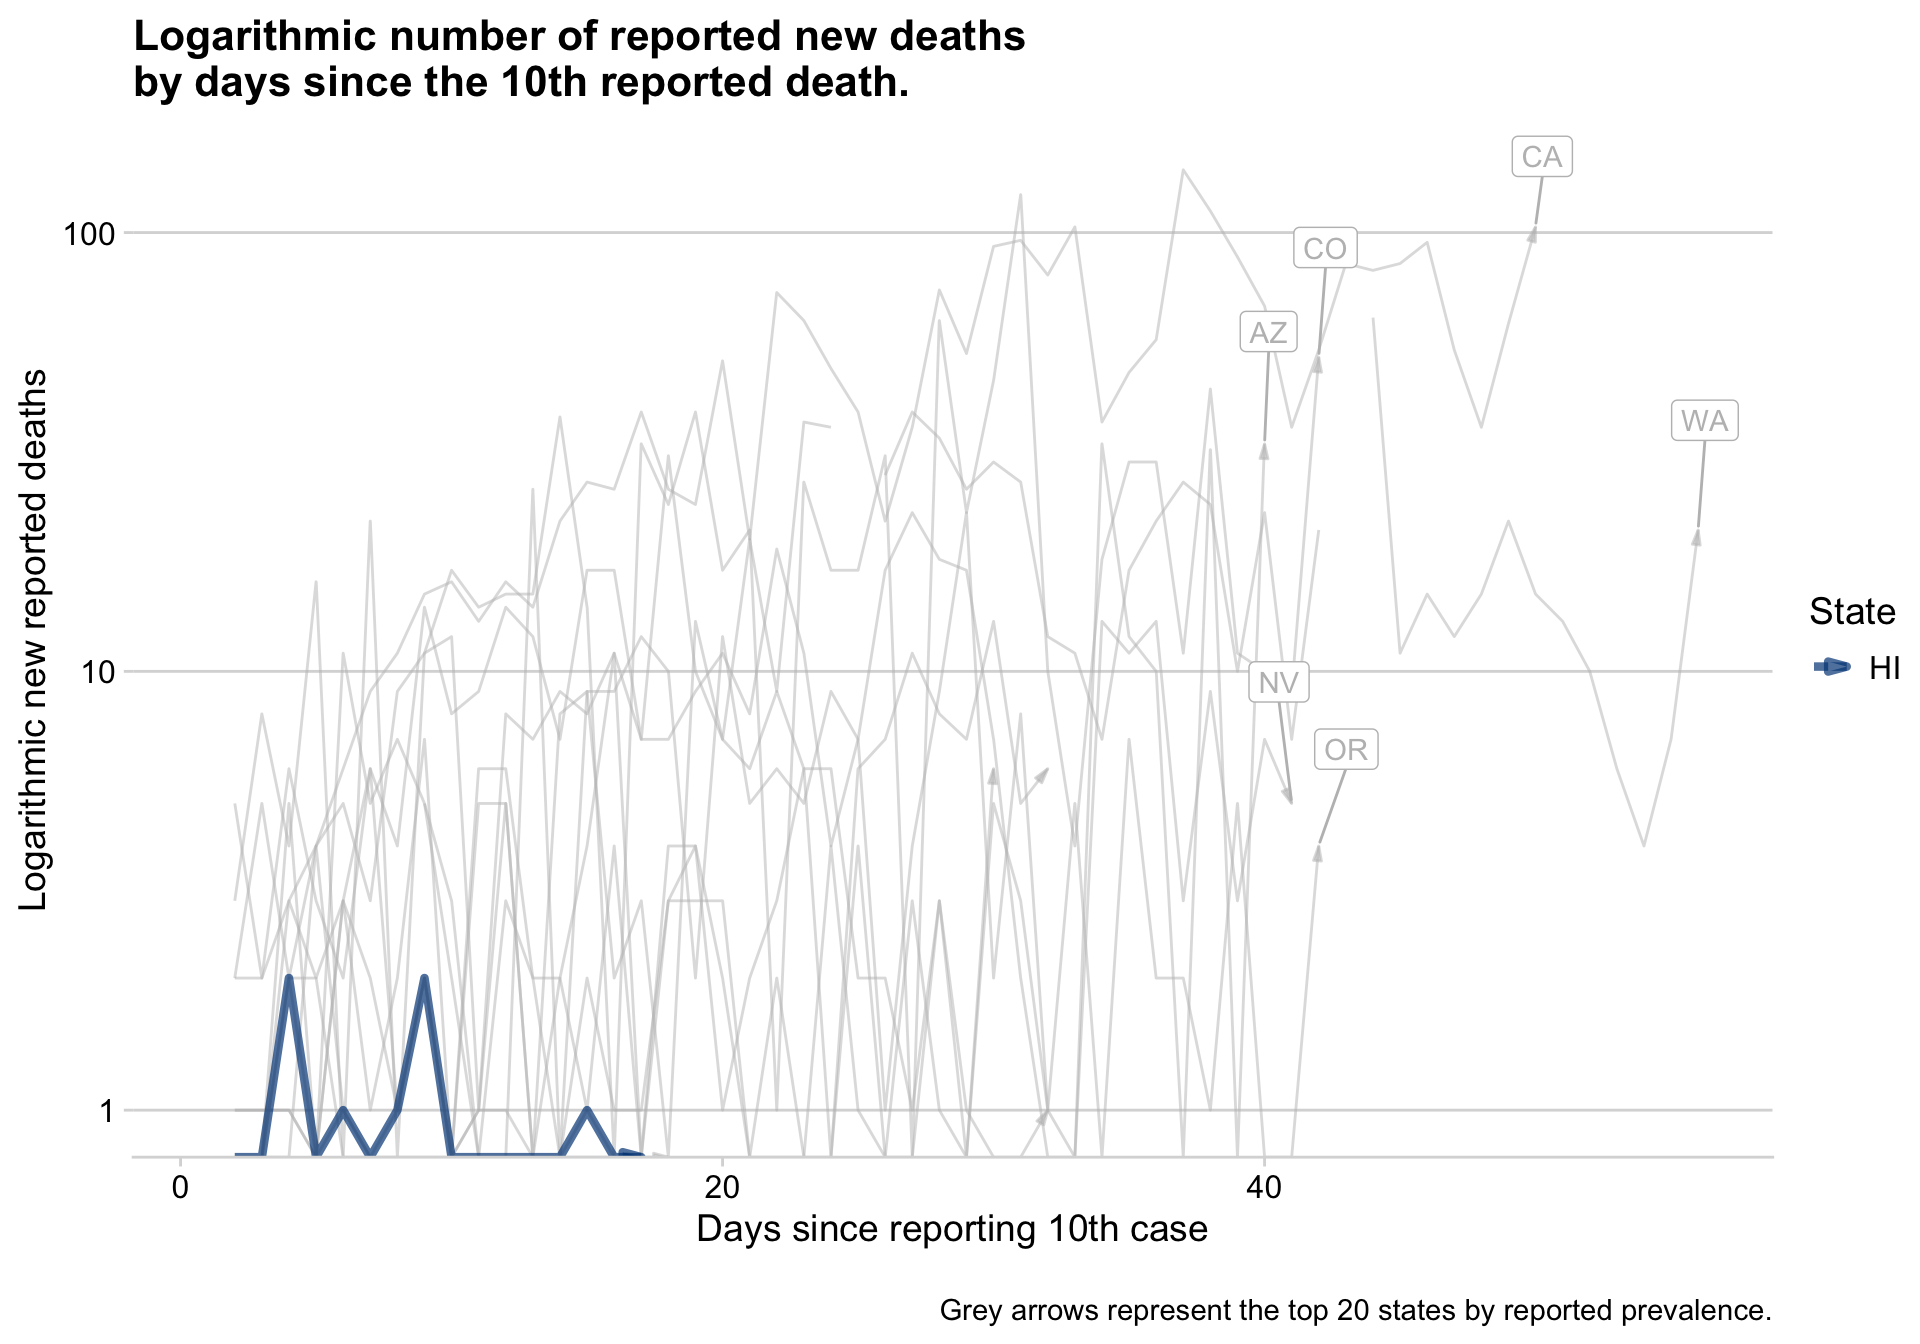 Logarithmic number of reported new deaths
by days since the 10th reported death.
CA
CO
AZ
WA
NV
OR
100
10
1
Logarithmic new reported deaths
0
20
40
Days since reporting 10th case
State
HI
Grey arrows represent the top 20 states by reported prevalence.